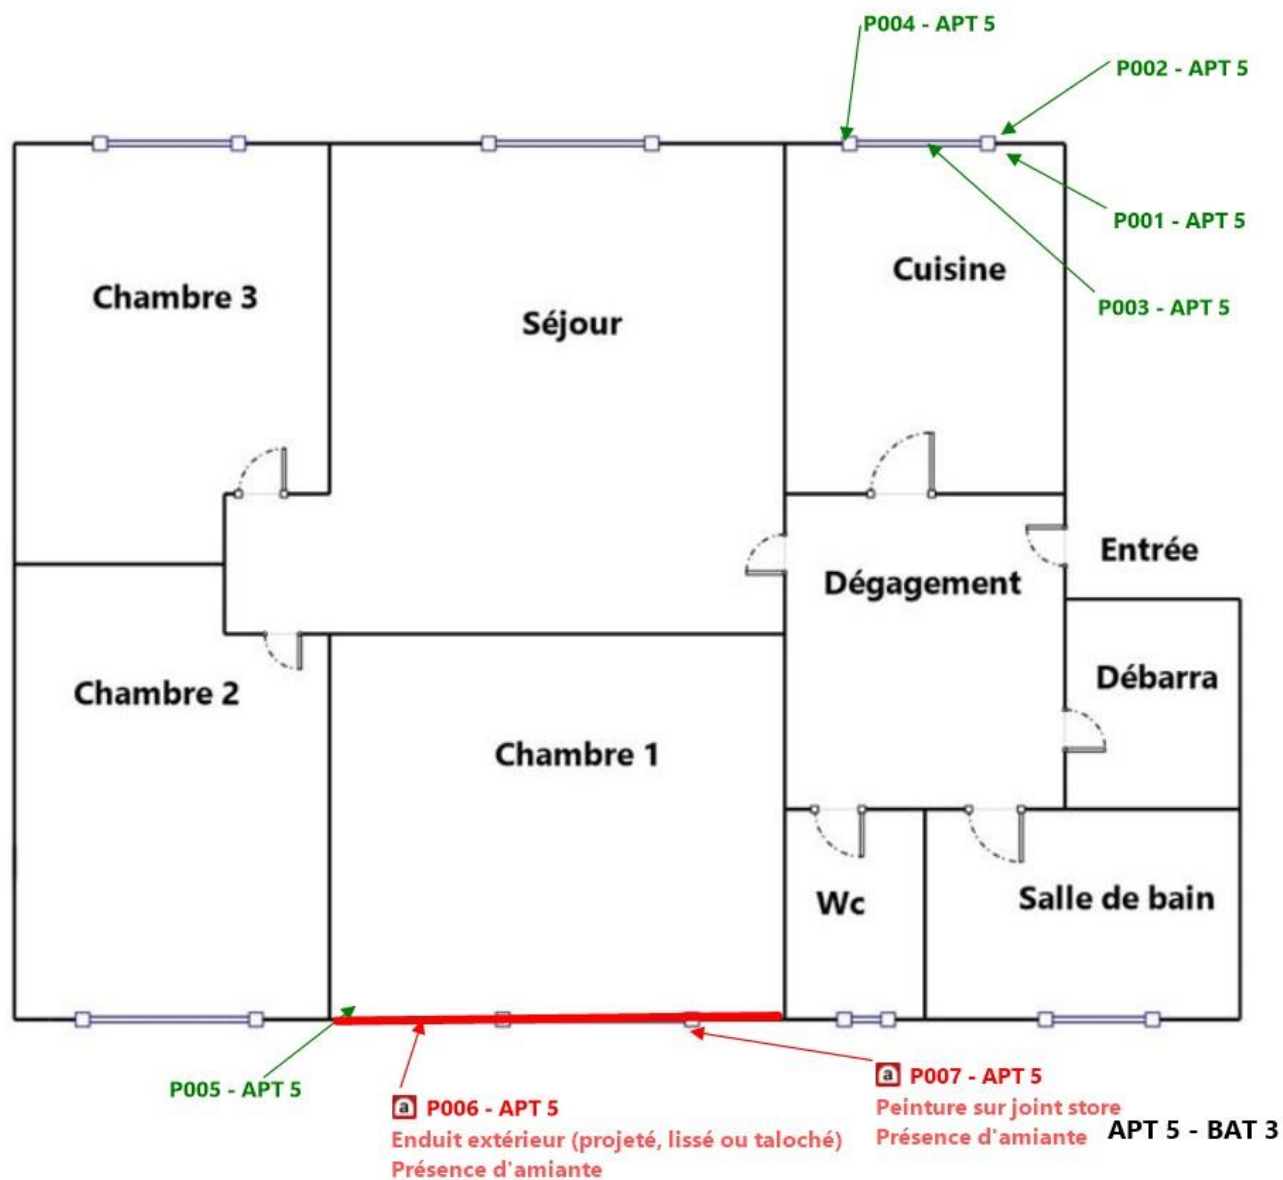 P004 - APT 5
P002 - APT 5
P001 - APT 5
Cuisine
Chambre 3
P003 - APT 5
Séjour
Entrée
Dégagement
Débarra
Chambre 2
Chambre 1
Salle de bain
Wc
P005 - APT 5
a P007 - APT 5
Peinture sur joint store
Présence d'amiante
a P006 - APT 5
Enduit extérieur (projeté, lissé ou taloché)
Présence d'amiante
APT 5 - BAT 3